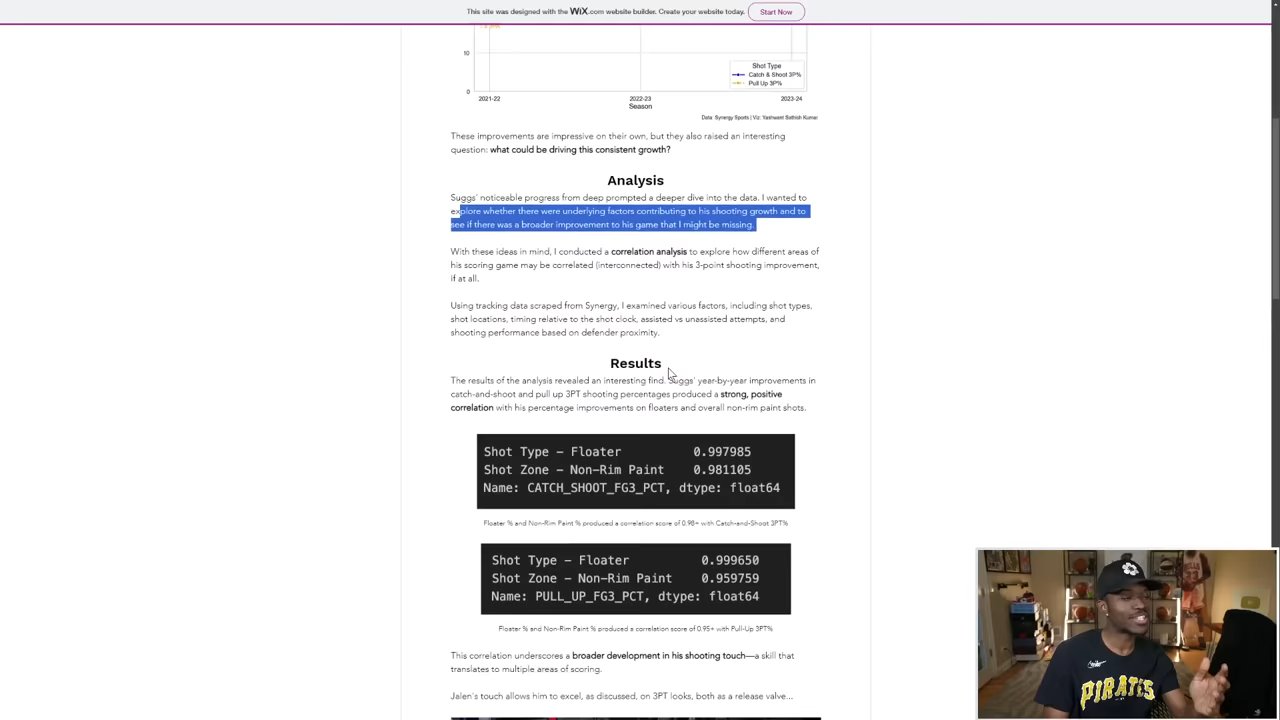 This site was designed with the WiX.com website builder. Create your website today. Start Now
10
0
Shot Type
Catch & Shoot 3P%
Pull Up 3P%
2021-22
2022-23
2023-24
Season
Data: Synergy Sports | Viz: Yashwant Sathish Kumar
These improvements are impressive on their own, but they also raised an interesting
question: what could be driving this consistent growth?
Analysis
Suggs' noticeable progress from deep prompted a deeper dive into the data. I wanted to
explore whether there were underlying factors contributing to his shooting growth and to
see if there was a broader improvement to his game that I might be missing.
With these ideas in mind, I conducted a correlation analysis to explore how different areas of
his scoring game may be correlated (interconnected) with his 3-point shooting improvement,
if at all.
Using tracking data scraped from Synergy, I examined various factors, including shot types,
shot locations, timing relative to the shot clock, assisted vs unassisted attempts, and
shooting performance based on defender proximity.
Results
The results of the analysis revealed an interesting find. Suggs' year-by-year improvements in
catch-and-shoot and pull up 3PT shooting percentages produced a strong, positive
correlation with his percentage improvements on floaters and overall non-rim paint shots.
Shot Type - Floater 0.997985
Shot Zone - Non-Rim Paint 0.981105
Name: CATCH_SHOOT_FG3_PCT, dtype: float64
Floater % and Non-Rim Paint % produced a correlation score of 0.98+ with Catch-and-Shoot 3PT%
Shot Type - Floater 0.999650
Shot Zone - Non-Rim Paint 0.959759
Name: PULL_UP_FG3_PCT, dtype: float64
Floater % and Non-Rim Paint % produced a correlation score of 0.95+ with Pull-Up 3PT%
This correlation underscores a broader development in his shooting touch—a skill that
translates to multiple areas of scoring.
Jalen's touch allows him to excel, as discussed, on 3PT looks, both as a release valve...
PIRATES